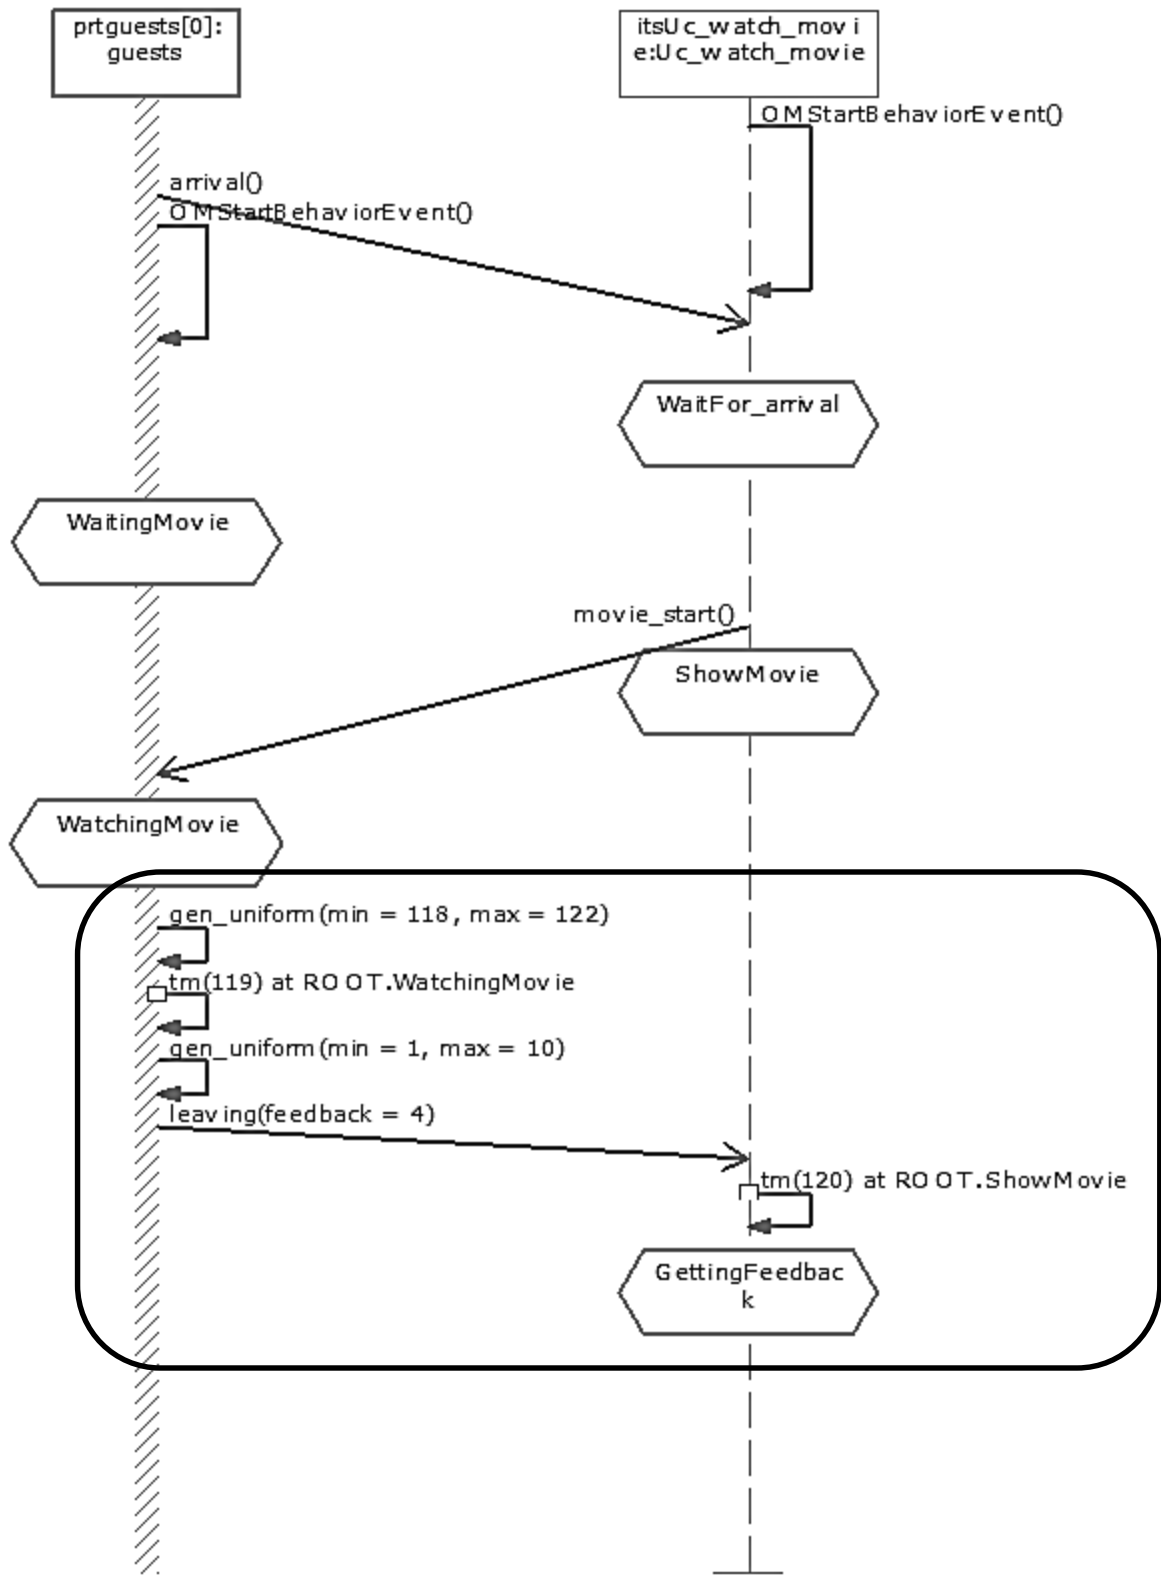 prtguests[0]:
guests
itsUc_watch_movi
e:Uc_watch_movie
OMStartBehaviorEvent()
arrival()
OMStartBehaviorEvent()
WaitFor_arrival
WaitingMovie
movie_start()
ShowMovie
WatchingMovie
gen_uniform(min = 118, max = 122)
tm(119) at ROOT.WatchingMovie
gen_uniform(min = 1, max = 10)
leaving(feedback = 4)
tm(120) at ROOT.ShowMovie
GettingFeedbac
k